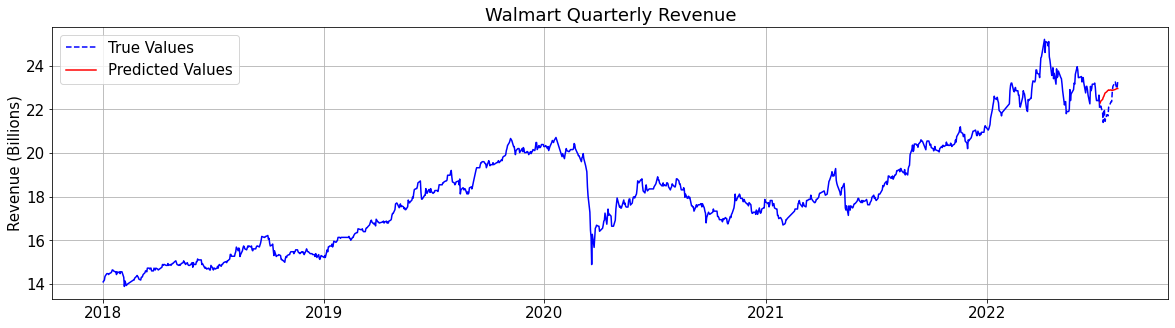 Walmart Quarterly Revenue
True Values
Predicted Values
Revenue (Billions)
24
22
20
18
16
14
2018 2019 2020 2021 2022